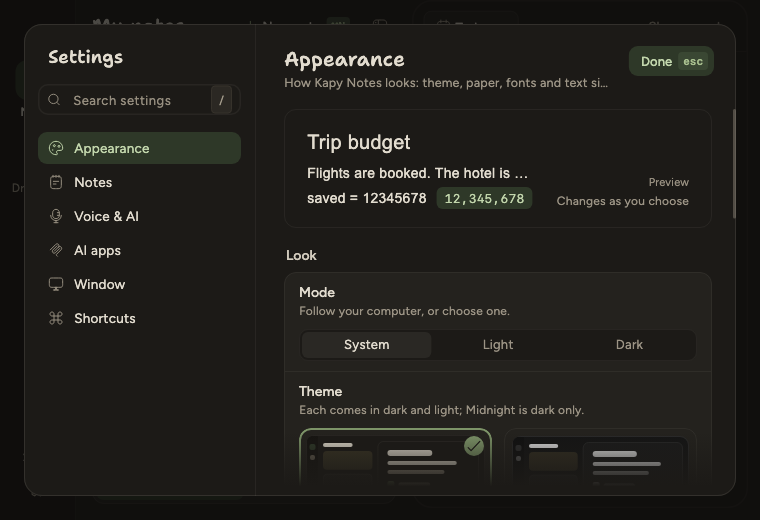 Settings
Search settings /
Appearance
Notes
Voice & AI
AI apps
Window
Shortcuts
Appearance
How Kapy Notes looks: theme, paper, fonts and text si...
Done esc
Trip budget
Flights are booked. The hotel is ...
saved = 12345678 12,345,678
Preview
Changes as you choose
Look
Mode
Follow your computer, or choose one.
System Light Dark
Theme
Each comes in dark and light; Midnight is dark only.